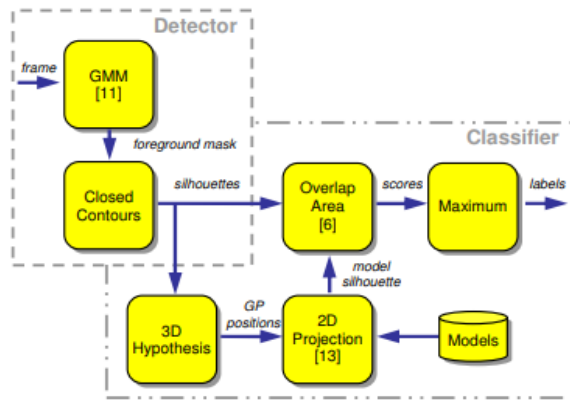 Detector
frame
GMM
[11]
foreground mask
Classifier
Closed
Contours
silhouettes
Overlap
Area
[6]
scores
Maximum
labels
model
silhouette
3D
Hypothesis
GP
positions
2D
Projection
[13]
Models